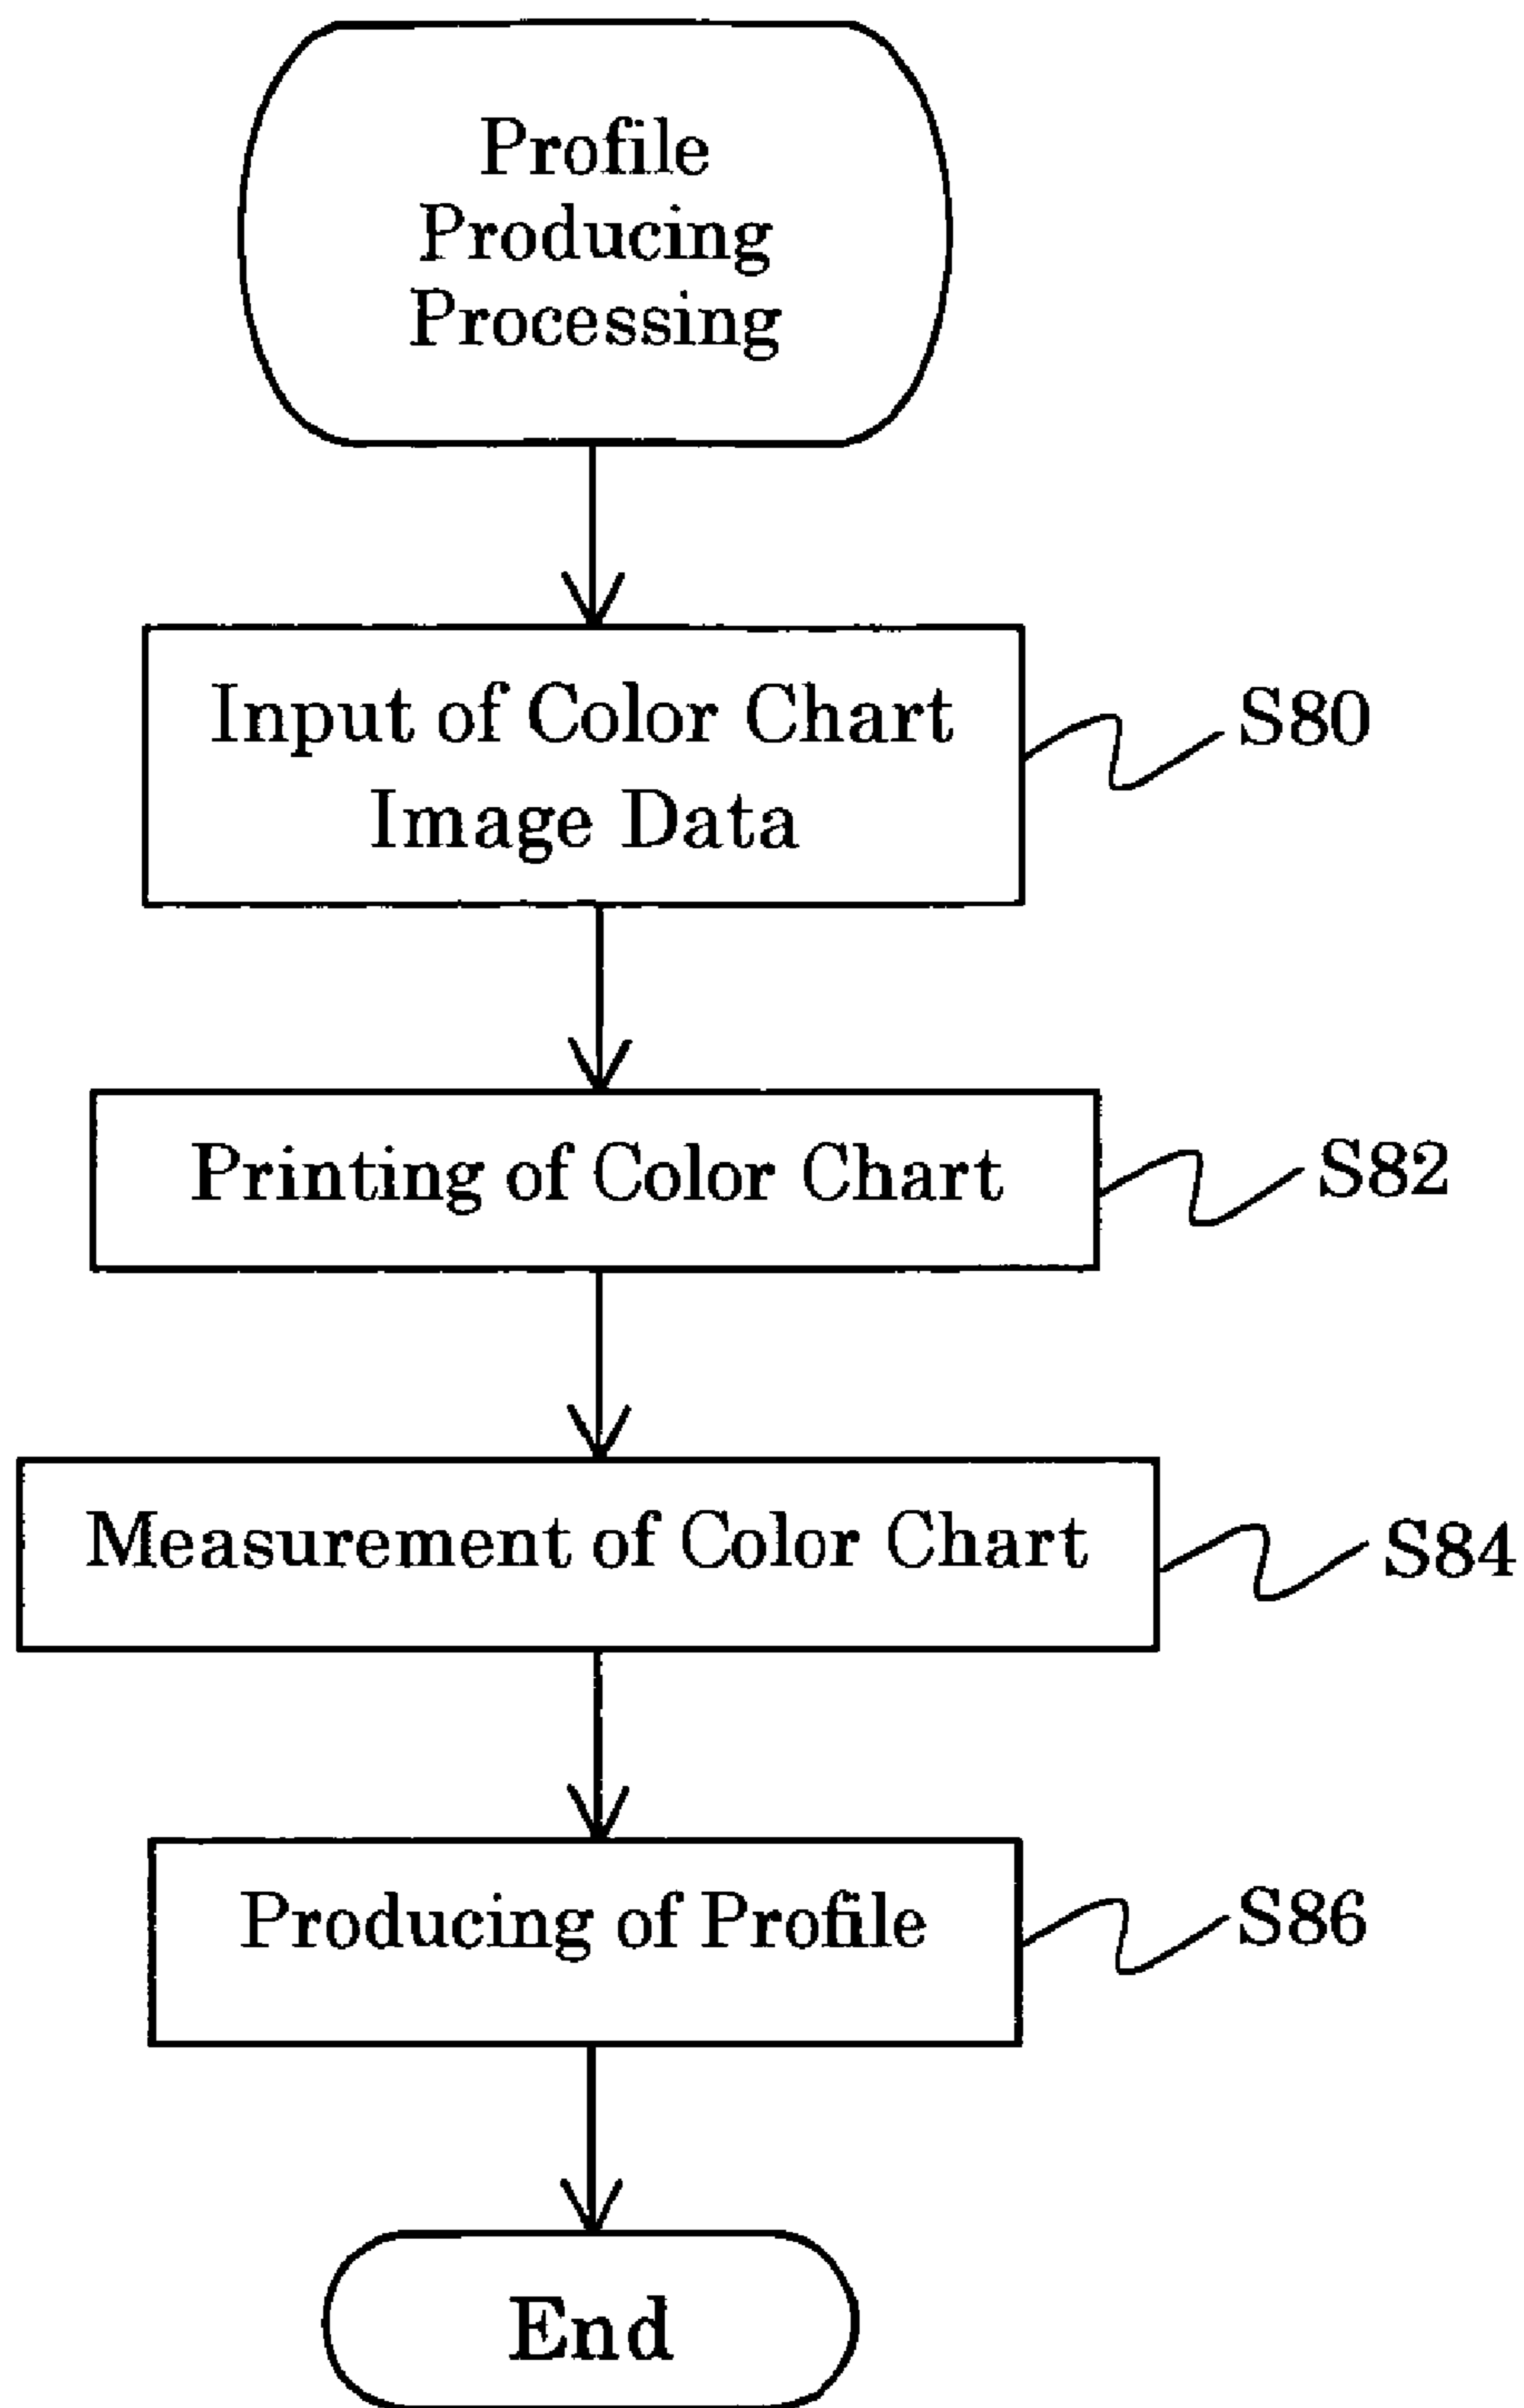 Profile
Producing
Processing
Input of Color Chart
Image Data
S80
Printing of Color Chart
S82
Measurement of Color Chart
S84
Producing of Profile
S86
End